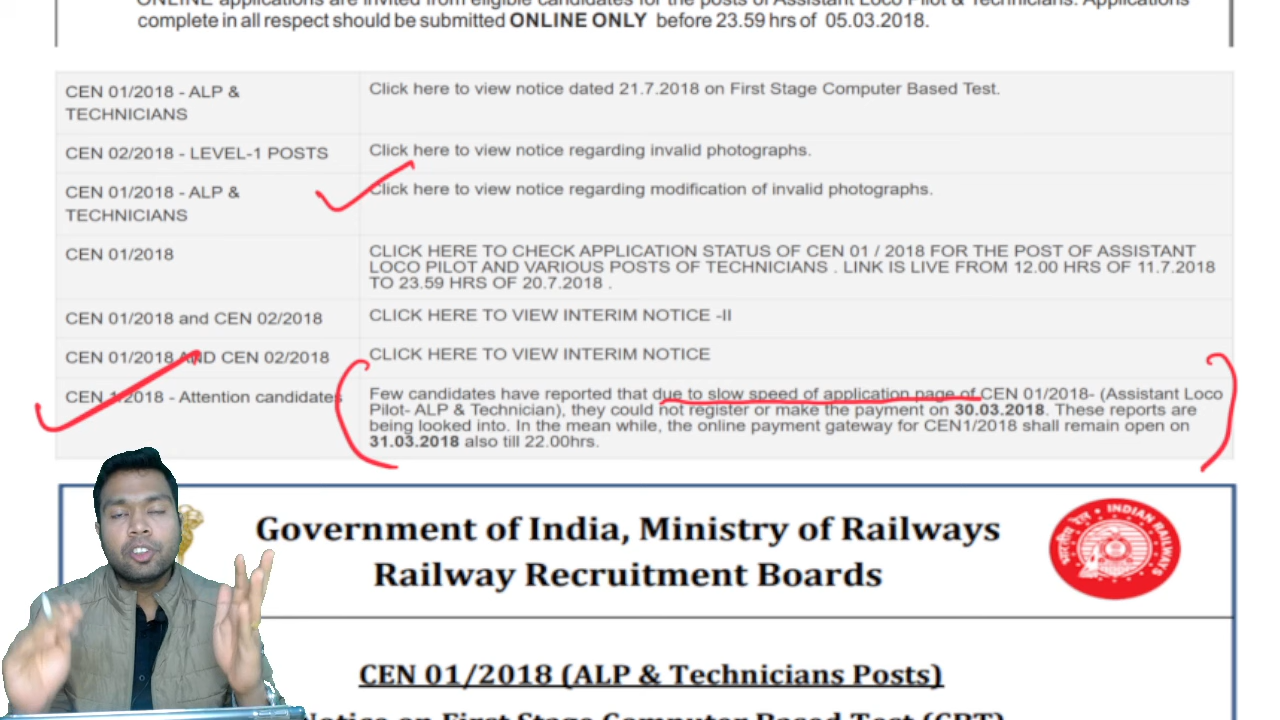 ONLINE applications are invited from eligible candidates for the posts of Assistant Loco Pilot & Technicians. Applications
complete in all respect should be submitted ONLINE ONLY before 23.59 hrs of 05.03.2018.
CEN 01/2018 - ALP &
TECHNICIANS
Click here to view notice dated 21.7.2018 on First Stage Computer Based Test.
CEN 02/2018 - LEVEL-1 POSTS
Click here to view notice regarding invalid photographs.
CEN 01/2018 - ALP &
TECHNICIANS
Click here to view notice regarding modification of invalid photographs.
CEN 01/2018
CLICK HERE TO CHECK APPLICATION STATUS OF CEN 01 / 2018 FOR THE POST OF ASSISTANT
LOCO PILOT AND VARIOUS POSTS OF TECHNICIANS . LINK IS LIVE FROM 12.00 HRS OF 11.7.2018
TO 23.59 HRS OF 20.7.2018 .
CEN 01/2018 and CEN 02/2018
CLICK HERE TO VIEW INTERIM NOTICE -II
CEN 01/2018 AND CEN 02/2018
CLICK HERE TO VIEW INTERIM NOTICE
CEN 1/2018 - Attention candidates
Few candidates have reported that due to slow speed of application page of CEN 01/2018- (Assistant Loco
Pilot- ALP & Technician), they could not register or make the payment on 30.03.2018. These reports are
being looked into. In the mean while, the online payment gateway for CEN1/2018 shall remain open on
31.03.2018 also till 22.00hrs.
Government of India, Ministry of Railways
Railway Recruitment Boards
INDIAN RAILWAYS
भारतीय रेल
CEN 01/2018 (ALP & Technicians Posts)
Notice on First Stage Computer Based Test (CBT)